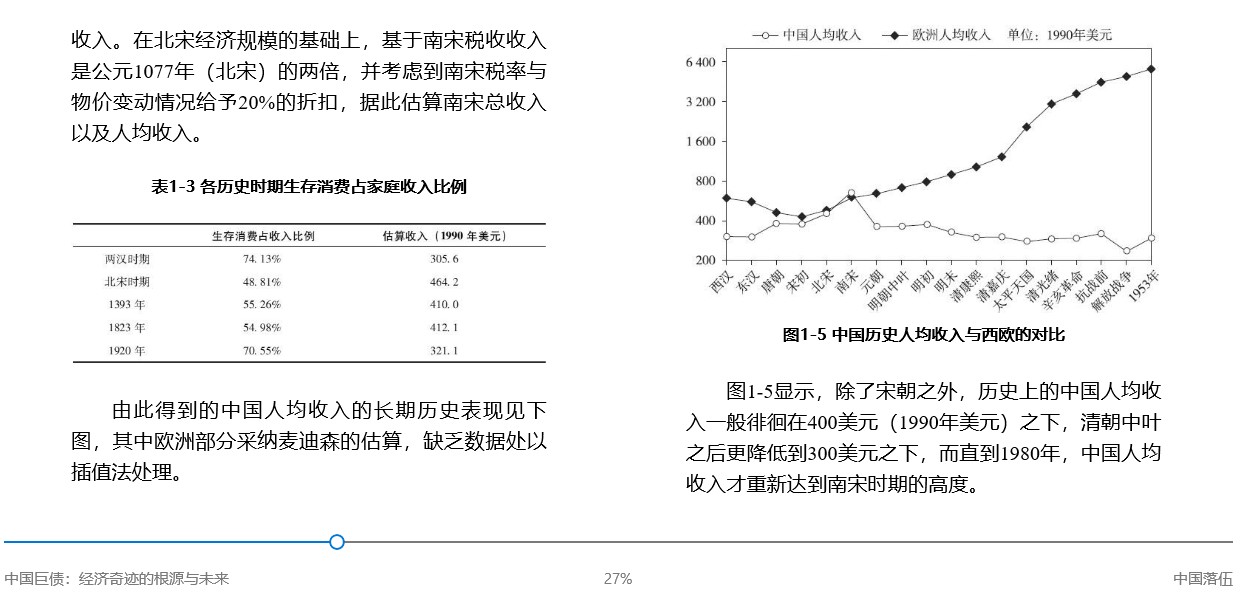 收入。在北宋经济规模的基础上，基于南宋税收收入
是公元1077年（北宋）的两倍，并考虑到南宋税率与
物价变动情况给予20%的折扣，据此估算南宋总收入
以及人均收入。
表1-3 各历史时期生存消费占家庭收入比例
生存消费占收入比例 估算收入（1990 年美元）
两汉时期 74.13% 305.6
北宋时期 48.81% 464.2
1393 年 55.26% 410.0
1823 年 54.98% 412.1
1920 年 70.55% 321.1
由此得到的中国人均收入的长期历史表现见下
图，其中欧洲部分采纳麦迪森的估算，缺乏数据处以
插值法处理。
中国人均收入 欧洲人均收入 单位：1990年美元
6 400
3 200
1 600
800
400
200
西汉
东汉
唐朝
宋初
北宋
南宋
元朝
明朝中叶
明初
明末
清康熙
清嘉庆
太平天国
清光绪
辛亥革命
抗战前
解放战争
1953年
图1-5 中国历史人均收入与西欧的对比
图1-5显示，除了宋朝之外，历史上的中国人均收
入一般徘徊在400美元（1990年美元）之下，清朝中叶
之后更降低到300美元之下，而直到1980年，中国人均
收入才重新达到南宋时期的高度。
中国巨债：经济奇迹的根源与未来 27% 中国落伍